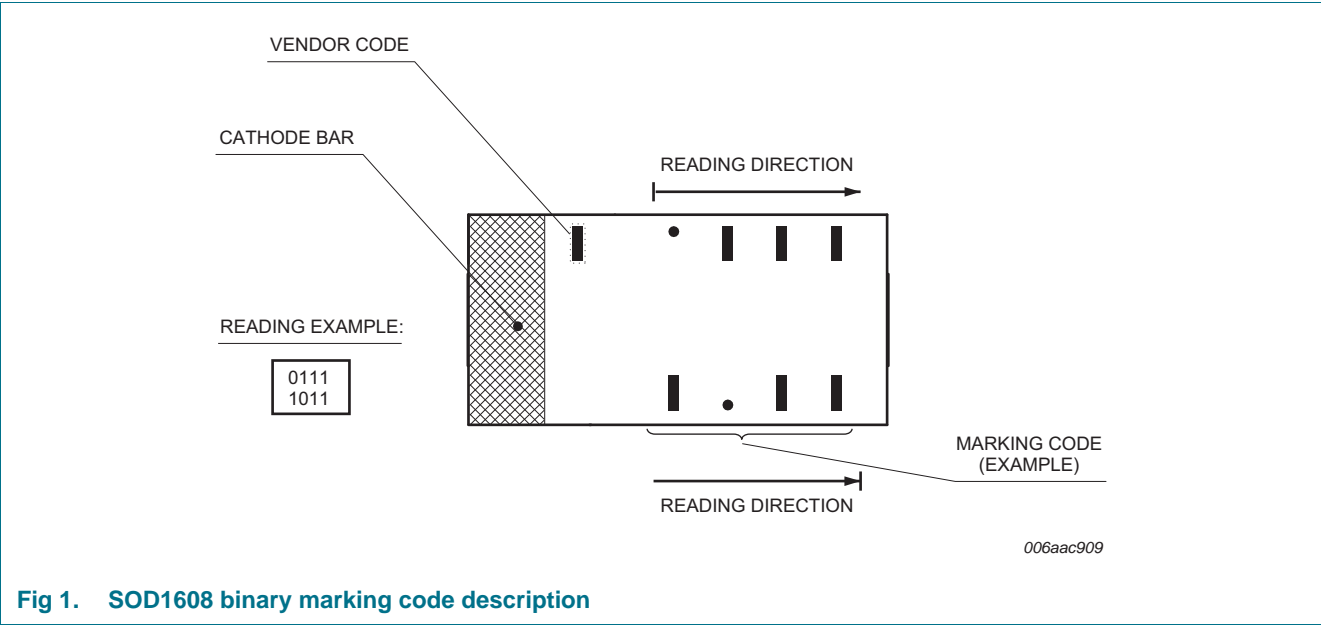 VENDOR CODE
CATHODE BAR
READING DIRECTION
READING EXAMPLE:
0111
1011
MARKING CODE
(EXAMPLE)
READING DIRECTION
006aac909
Fig 1. SOD1608 binary marking code description